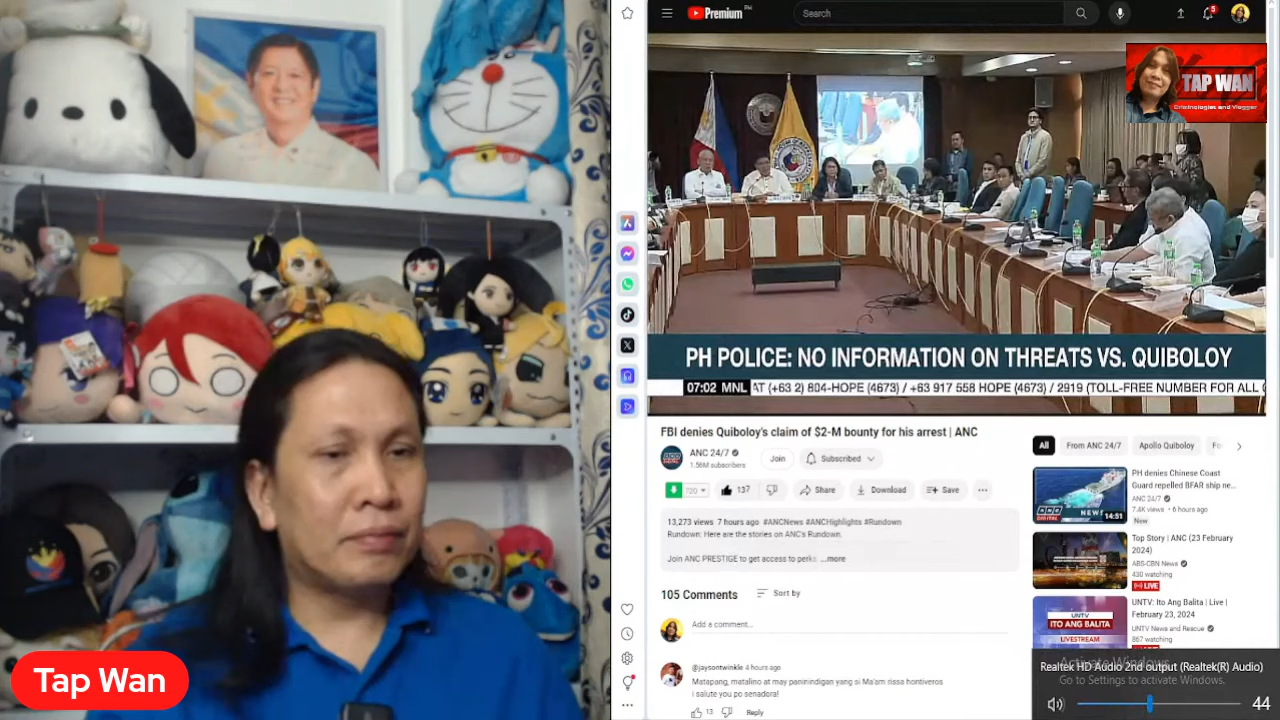 Premium PH
Search
5
TAP WAN
Criminologist and Vlogger
PH POLICE: NO INFORMATION ON THREATS VS. QUIBOLOY
07:02 MNL AT (+63 2) 804-HOPE (4673) / +63 917 558 HOPE (4673) / 2919 (TOLL-FREE NUMBER FOR ALL
FBI denies Quiboloy's claim of $2-M bounty for his arrest | ANC
ANC 24/7
1.56M subscribers
Join
Subscribed
720
137
Share
Download
Save
13,273 views 7 hours ago #ANCNews #ANCHighlights #Rundown
Rundown: Here are the stories on ANC's Rundown.
Join ANC PRESTIGE to get access to perks ...more
105 Comments
Sort by
Add a comment...
@jaysontwinkle 4 hours ago
Matapang, matalino at may paninindigan yang si Ma'am rissa hontiveros
i salute you po senadora!
13
Reply
All
From ANC 24/7
Apollo Quiboloy
PH denies Chinese Coast
Guard repelled BFAR ship ne...
ANC 24/7
7.4K views • 6 hours ago
New
14:51
Top Story | ANC (23 February
2024)
ABS-CBN News
430 watching
LIVE
UNTV
ITO ANG
BALITA
LIVESTREAM
UNTV: Ito Ang Balita | Live |
February 23, 2024
UNTV News and Rescue
867 watching
Activate Windows
Realtek HD Audio 2nd output (Realtek(R) Audio)
Go to Settings to activate Windows.
44
Tap Wan